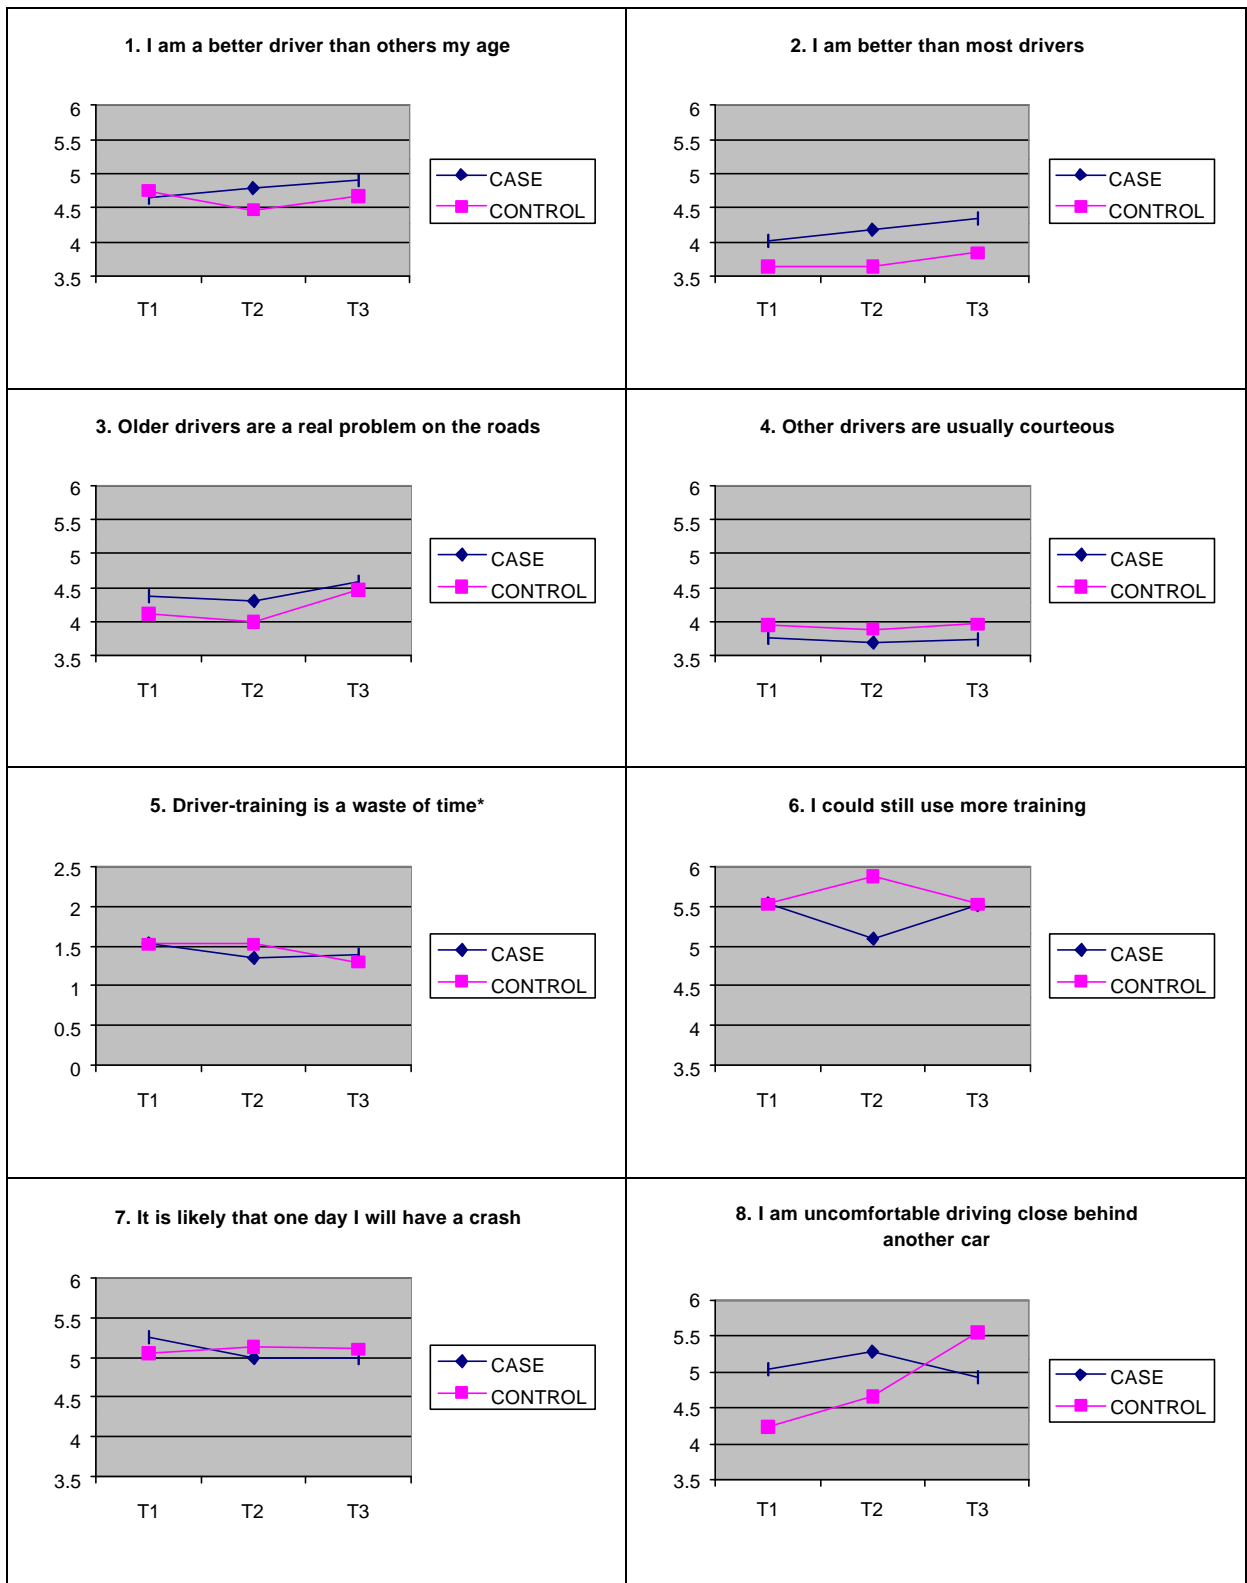 1. I am a better driver than others my age
6
5.5
5
4.5
4
3.5
T1 T2 T3
CASE
CONTROL
2. I am better than most drivers
6
5.5
5
4.5
4
3.5
T1 T2 T3
CASE
CONTROL
3. Older drivers are a real problem on the roads
6
5.5
5
4.5
4
3.5
T1 T2 T3
CASE
CONTROL
4. Other drivers are usually courteous
6
5.5
5
4.5
4
3.5
T1 T2 T3
CASE
CONTROL
5. Driver-training is a waste of time*
2.5
2
1.5
1
0.5
0
T1 T2 T3
CASE
CONTROL
6. I could still use more training
6
5.5
5
4.5
4
3.5
T1 T2 T3
CASE
CONTROL
7. It is likely that one day I will have a crash
6
5.5
5
4.5
4
3.5
T1 T2 T3
CASE
CONTROL
8. I am uncomfortable driving close behind
another car
6
5.5
5
4.5
4
3.5
T1 T2 T3
CASE
CONTROL